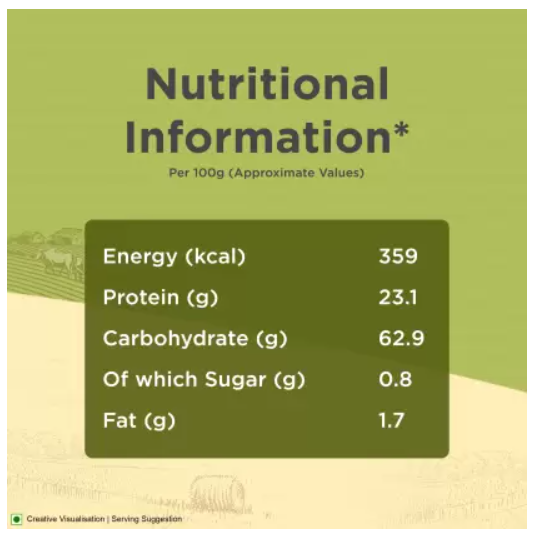 Nutritional
Information*
Per 100g (Approximate Values)
Energy (kcal) 359
Protein (g) 23.1
Carbohydrate (g) 62.9
Of which Sugar (g) 0.8
Fat (g) 1.7
Creative Visualisation | Serving Suggestion